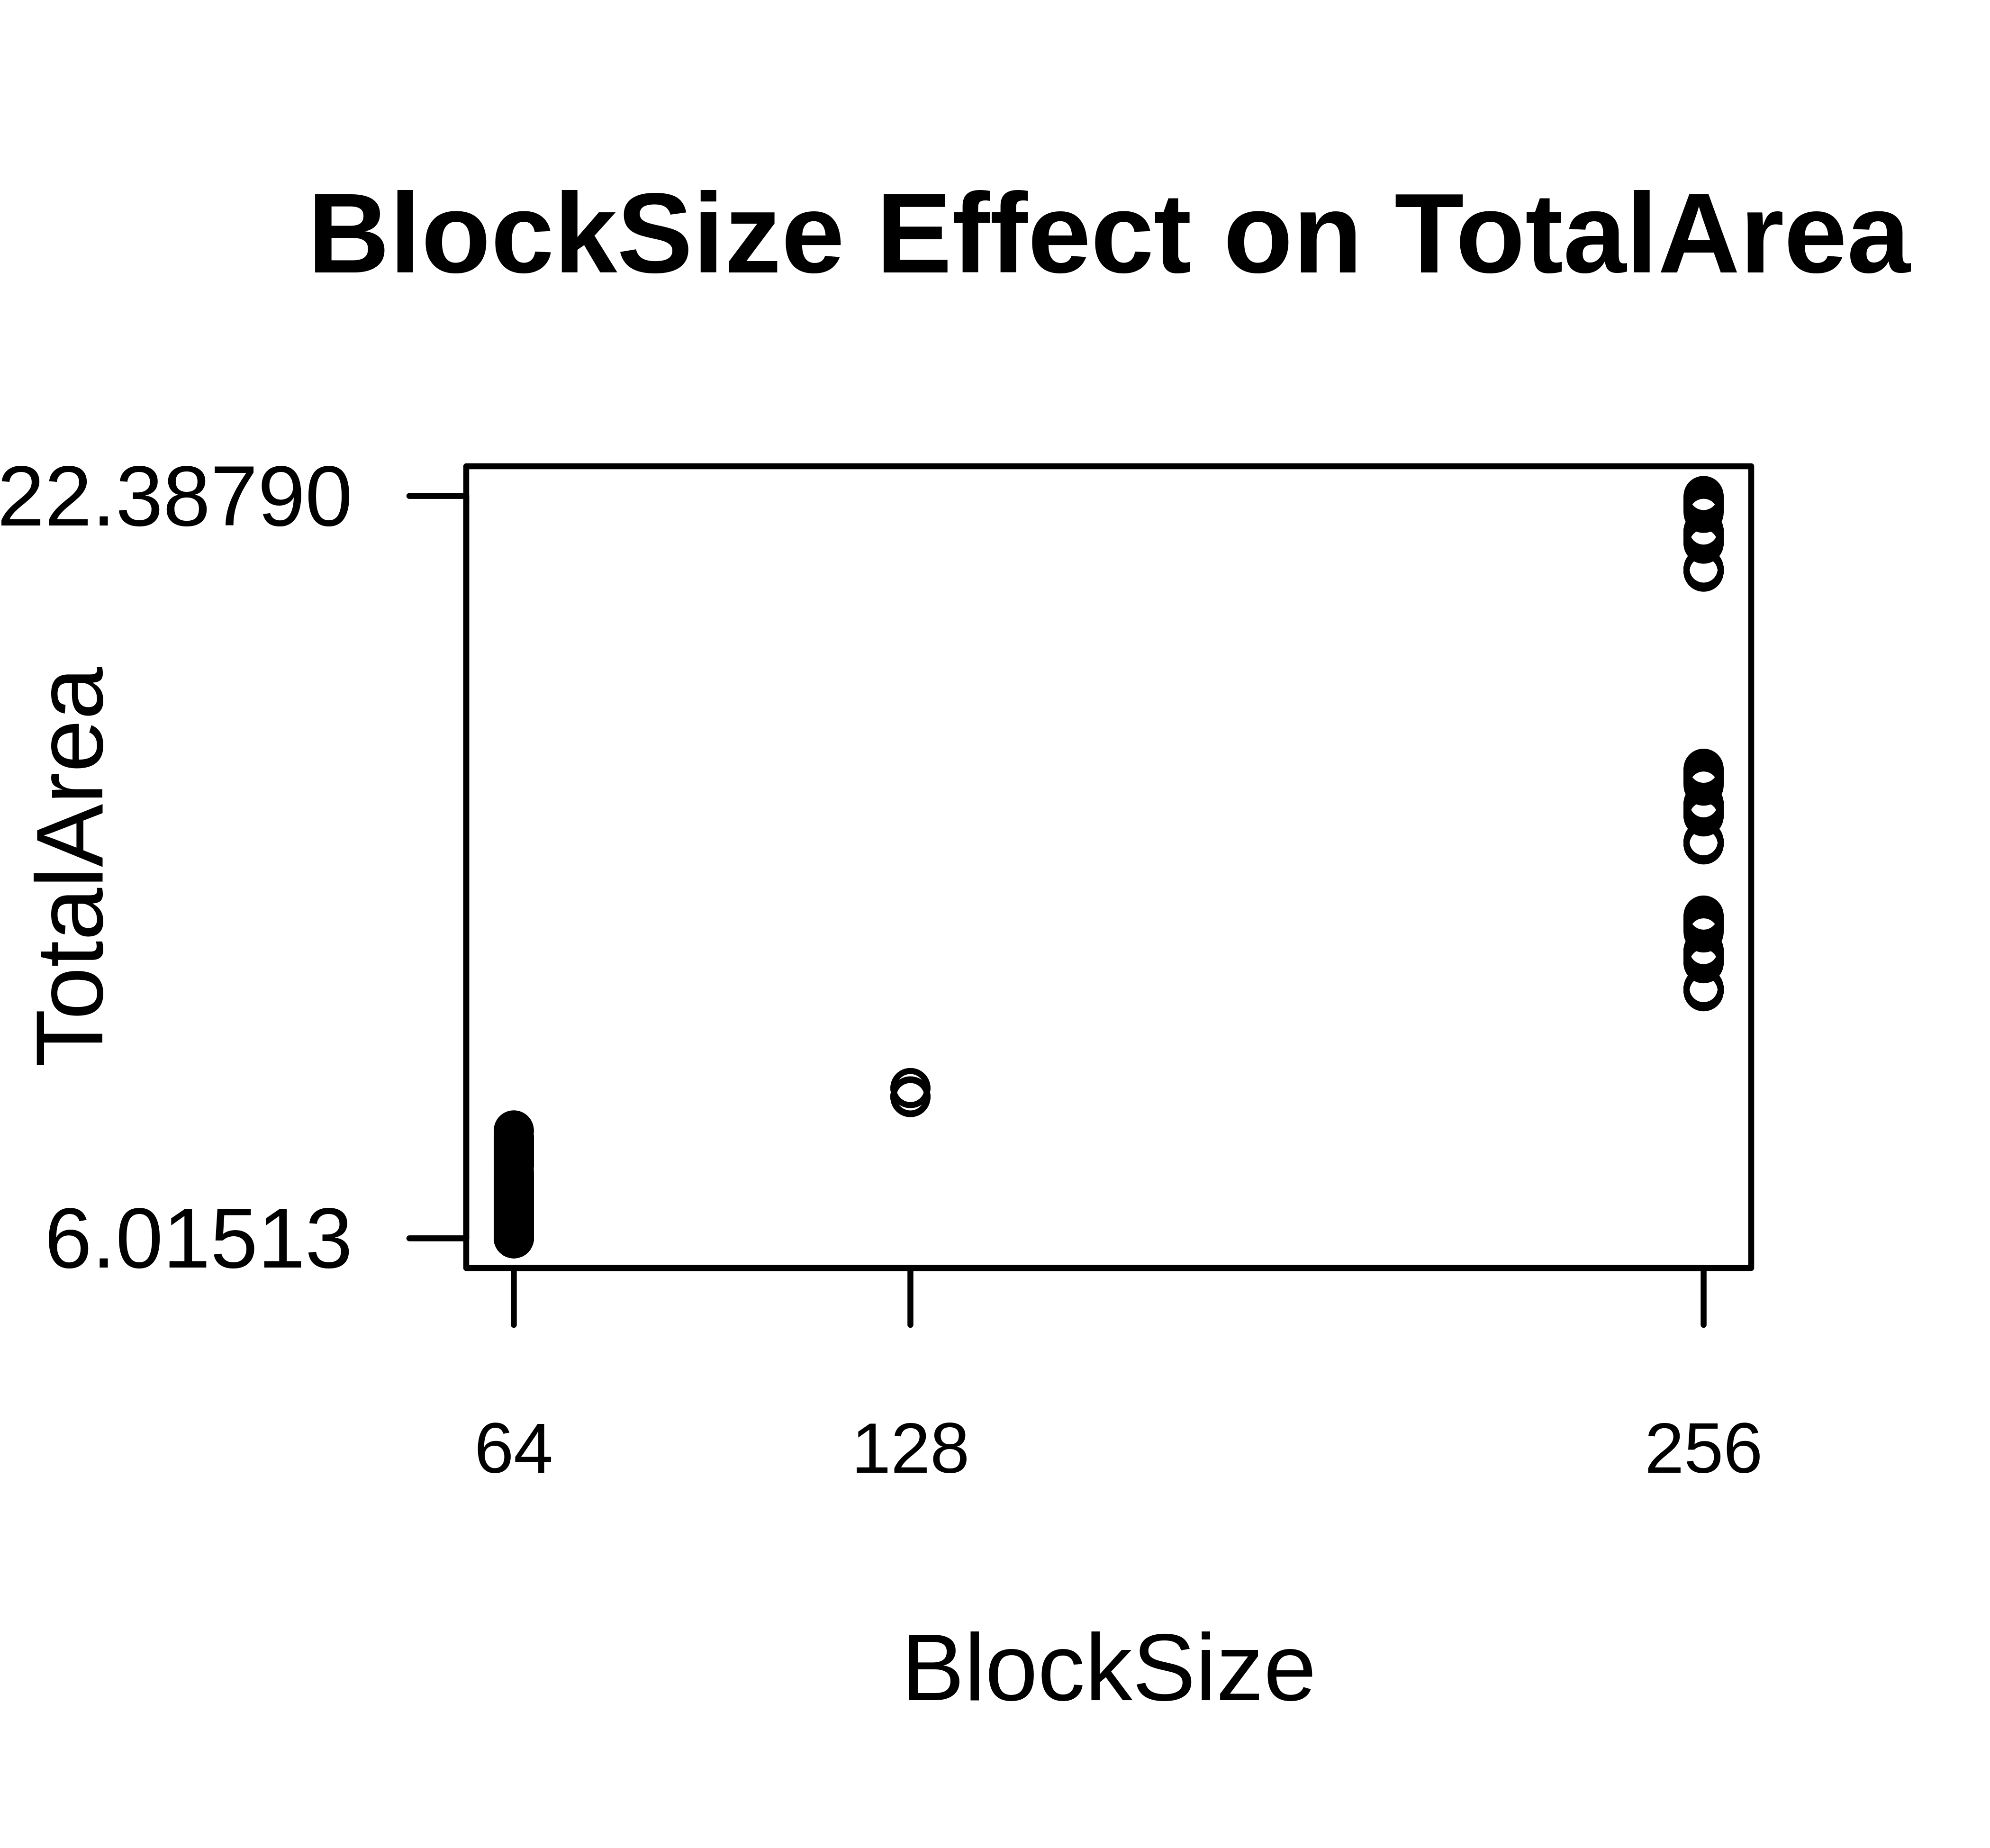 BlockSize Effect on TotalArea
22.38790
TotalArea
6.01513
64 128 256
BlockSize